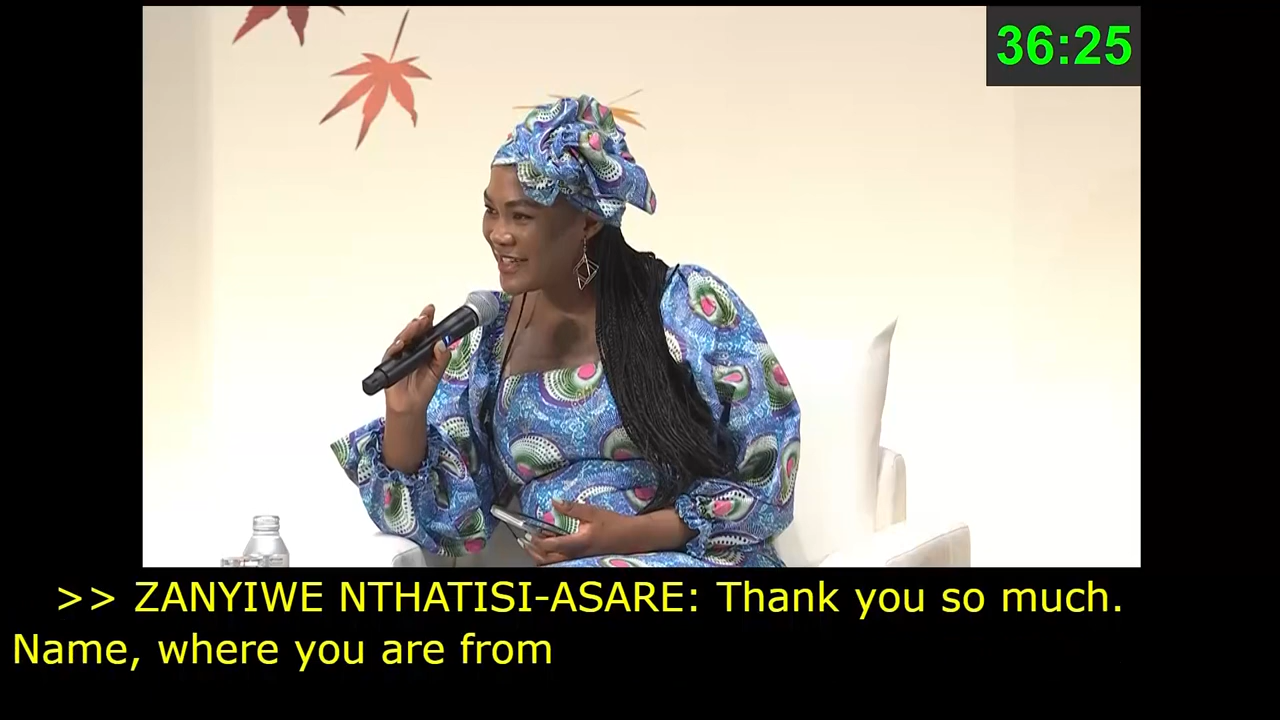 36:25
>> ZANYIWE NTHATISI-ASARE: Thank you so much.
Name, where you are from